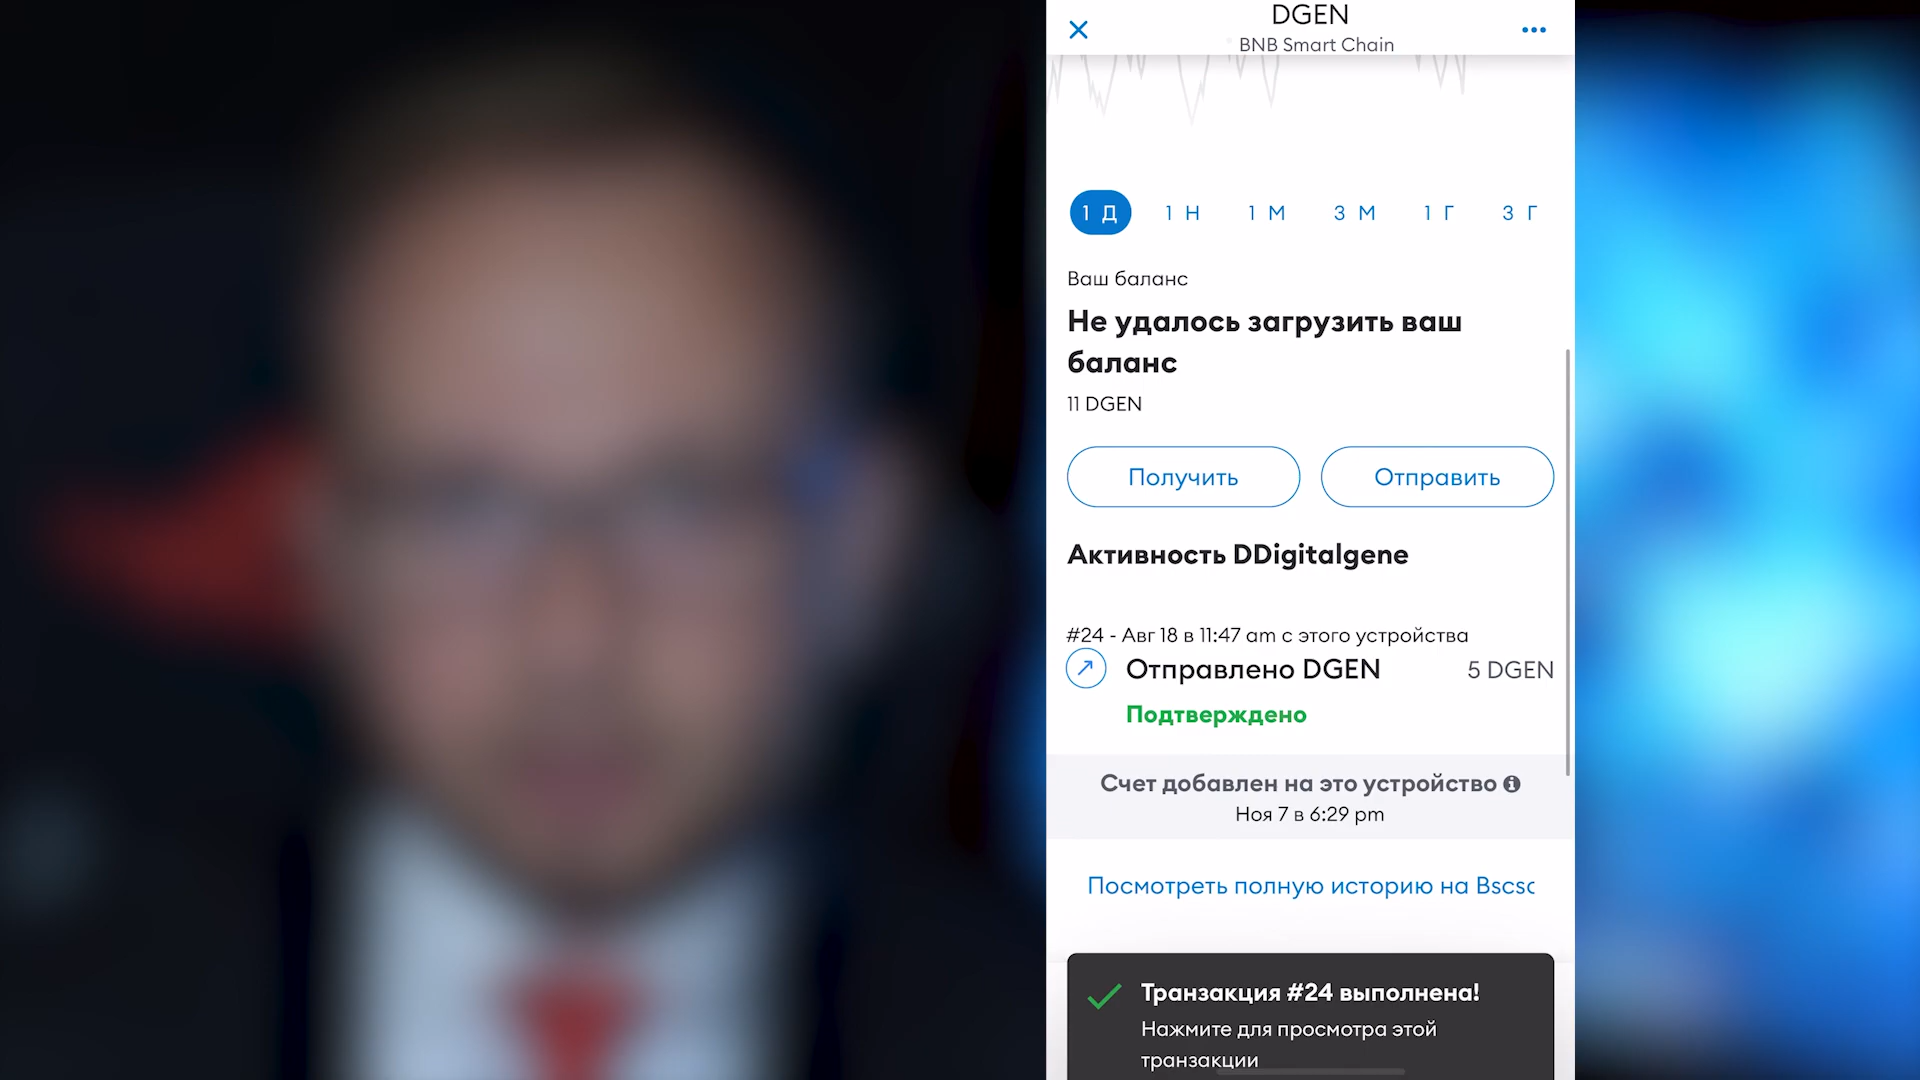 DGEN
BNB Smart Chain
1 Д 1 Н 1 М 3 М 1 Г 3 Г
Ваш баланс
Не удалось загрузить ваш
баланс
11 DGEN
Получить Отправить
Активность DDigitalgene
#24 - Авг 18 в 11:47 am с этого устройства
Отправлено DGEN 5 DGEN
Подтверждено
Счет добавлен на это устройство
Ноя 7 в 6:29 pm
Посмотреть полную историю на Bscsc
Транзакция #24 выполнена!
Нажмите для просмотра этой
транзакции